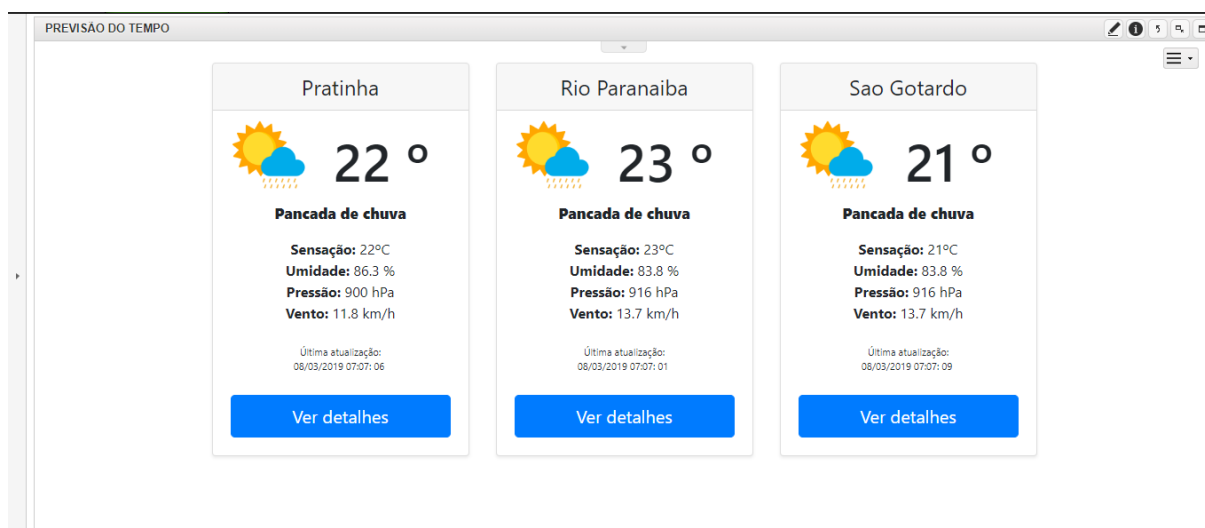 PREVISÃO DO TEMPO
Pratinha
22 º
Pancada de chuva
Sensação: 22ºC
Umidade: 86.3 %
Pressão: 900 hPa
Vento: 11.8 km/h
Última atualização:
08/03/2019 07:07: 06
Ver detalhes
Rio Paranaiba
23 º
Pancada de chuva
Sensação: 23ºC
Umidade: 83.8 %
Pressão: 916 hPa
Vento: 13.7 km/h
Última atualização:
08/03/2019 07:07: 01
Ver detalhes
Sao Gotardo
21 º
Pancada de chuva
Sensação: 21ºC
Umidade: 83.8 %
Pressão: 916 hPa
Vento: 13.7 km/h
Última atualização:
08/03/2019 07:07: 09
Ver detalhes